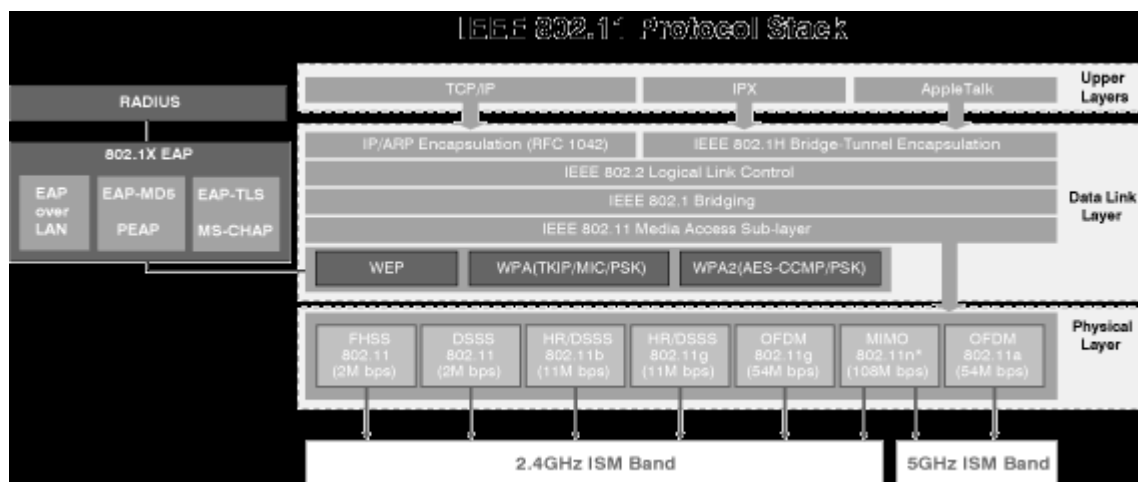 IEEE 802.11 Protocol Stack
TCP/IP
IPX
AppleTalk
Upper
Layers
RADIUS
802.1X EAP
EAP
over
LAN
EAP-MD5
PEAP
EAP-TLS
MS-CHAP
IP/ARP Encapsulation (RFC 1042)
IEEE 802.1H Bridge-Tunnel Encapsulation
IEEE 802.2 Logical Link Control
IEEE 802.1 Bridging
IEEE 802.11 Media Access Sub-layer
Data Link
Layer
WEP
WPA(TKIP/MIC/PSK)
WPA2(AES-CCMP/PSK)
Physical
Layer
FHSS
802.11
(2M bps)
DSSS
802.11
(2M bps)
HR/DSSS
802.11b
(11M bps)
HR/DSSS
802.11g
(11M bps)
OFDM
802.11g
(54M bps)
MIMO
802.11n*
(108M bps)
OFDM
802.11a
(54M bps)
2.4GHz ISM Band
5GHz ISM Band